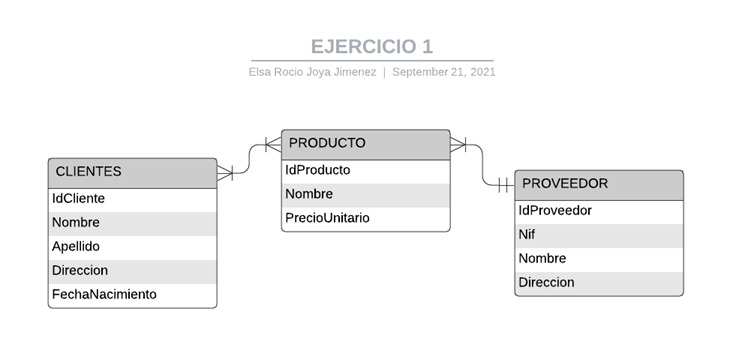 EJERCICIO 1
Elsa Rocio Joya Jimenez | September 21, 2021
CLIENTES
IdCliente
Nombre
Apellido
Direccion
FechaNacimiento
PRODUCTO
IdProducto
Nombre
PrecioUnitario
PROVEEDOR
IdProveedor
Nif
Nombre
Direccion